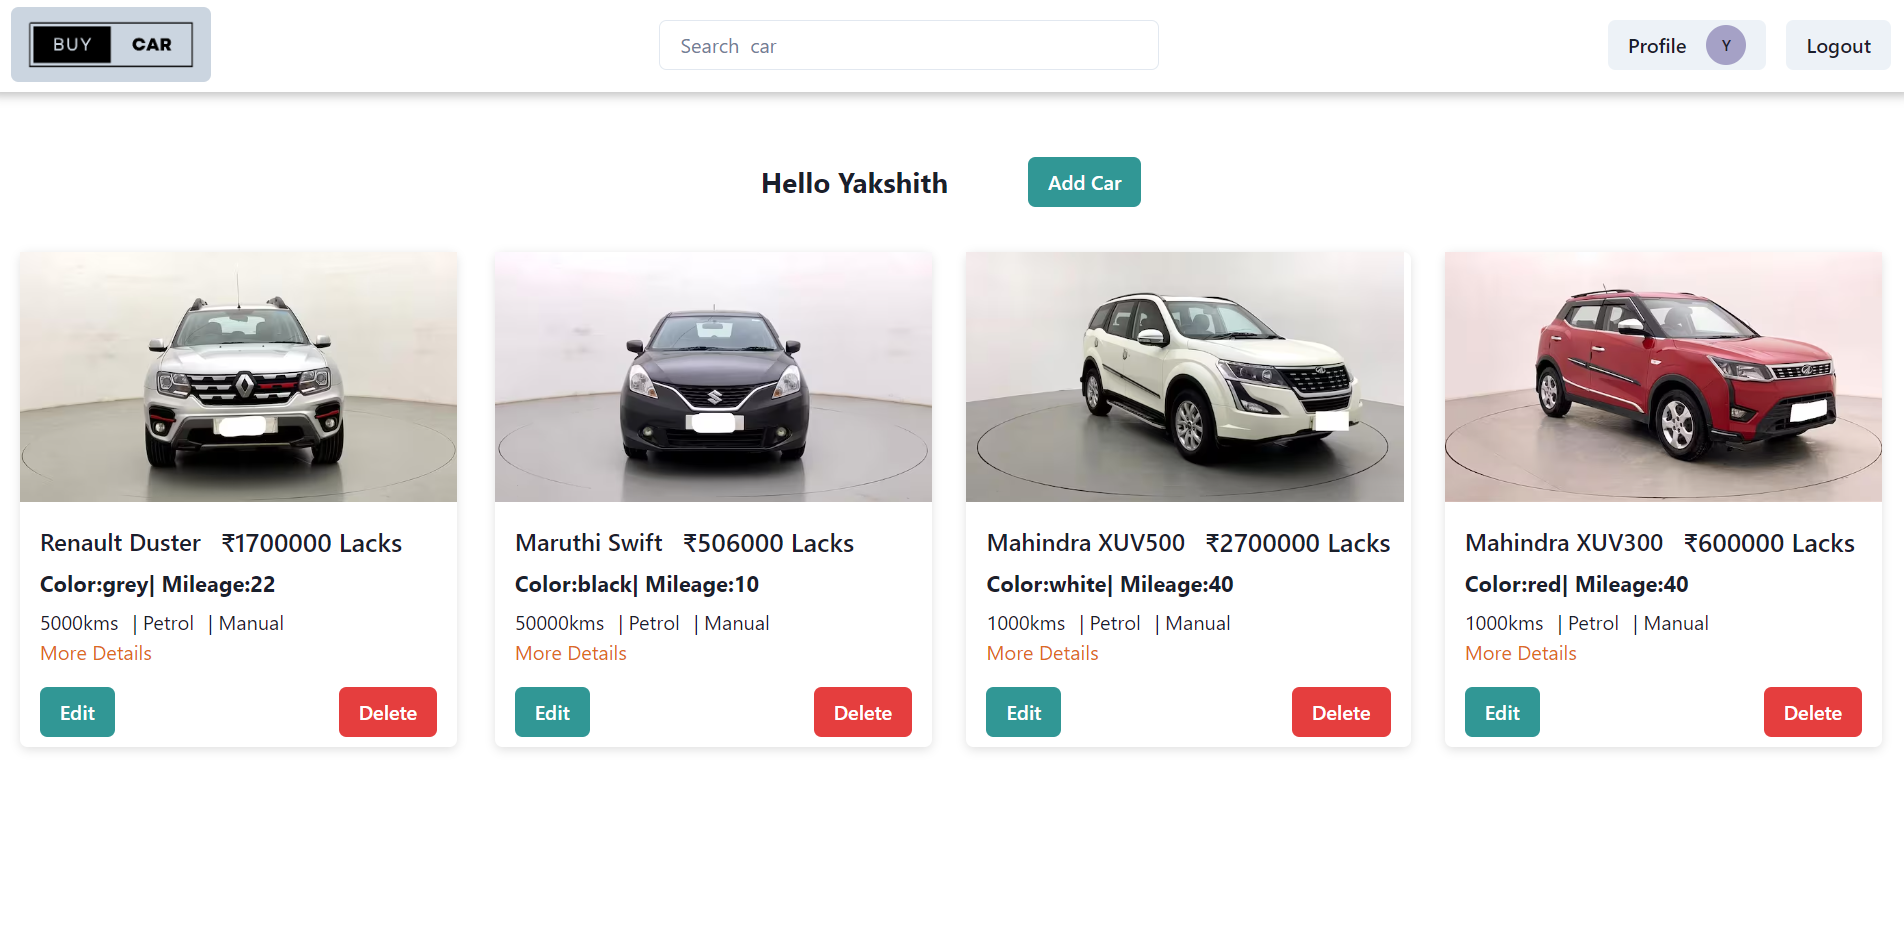 BUY CAR
Search car
Profile Y
Logout
Hello Yakshith
Add Car
Renault Duster ₹1700000 Lacks
Color:grey| Mileage:22
5000kms | Petrol | Manual
More Details
Edit
Delete
Maruthi Swift ₹506000 Lacks
Color:black| Mileage:10
50000kms | Petrol | Manual
More Details
Edit
Delete
Mahindra XUV500 ₹2700000 Lacks
Color:white| Mileage:40
1000kms | Petrol | Manual
More Details
Edit
Delete
Mahindra XUV300 ₹600000 Lacks
Color:red| Mileage:40
1000kms | Petrol | Manual
More Details
Edit
Delete